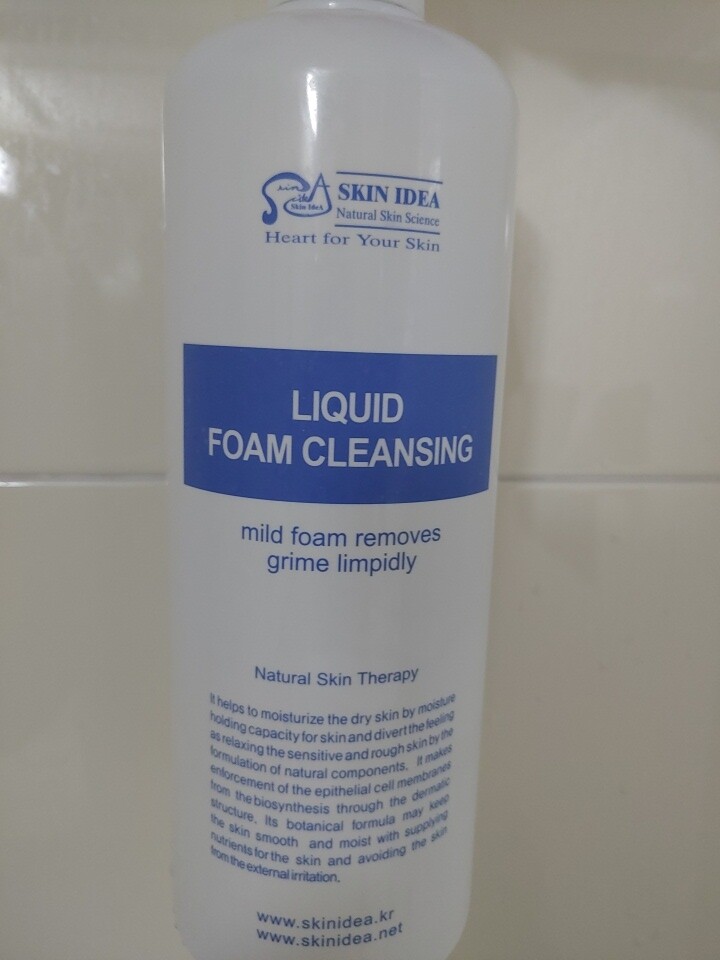 Skin Idea
SKIN IDEA
Natural Skin Science
Heart for Your Skin
LIQUID
FOAM CLEANSING
mild foam removes
grime limpidly
Natural Skin Therapy
It helps to moisturize the dry skin by moisture
holding capacity for skin and divert the feeling
as relaxing the sensitive and rough skin by the
formulation of natural components. It makes
enforcement of the epithelial cell membranes
from the biosynthesis through the dermatic
structure. Its botanical formula may keep
the skin smooth and moist with supplying
nutrients for the skin and avoiding the skin
from the external irritation.
www.skinidea.kr
www.skinidea.net